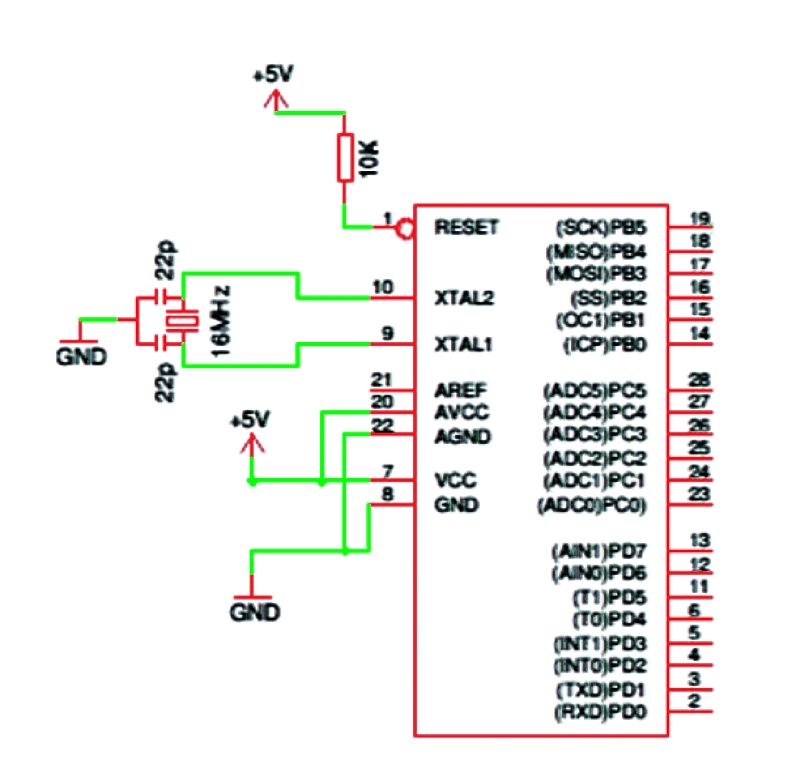 +5V
10K
1 RESET (SCK)PB5 19
(MISO)PB4 18
(MOSI)PB3 17
22p
10 XTAL2 (SS)PB2 16
(OC1)PB1 15
16MHz
9 XTAL1 (ICP)PB0 14
GND
22p
21 AREF (ADC5)PC5 28
20 AVCC (ADC4)PC4 27
+5V
22 AGND (ADC3)PC3 26
(ADC2)PC2 25
7 VCC (ADC1)PC1 24
8 GND (ADC0)PC0) 23
(AIN1)PD7 13
(AIN0)PD6 12
(T1)PD5 11
GND
(T0)PD4 6
(INT1)PD3 5
(INT0)PD2 4
(TXD)PD1 3
(RXD)PD0 2